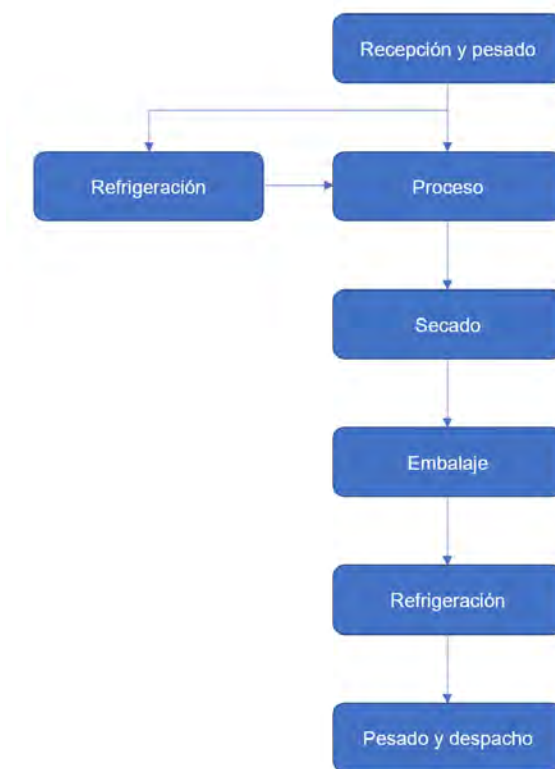 Recepción y pesado
Refrigeración
Proceso
Secado
Embalaje
Refrigeración
Pesado y despacho